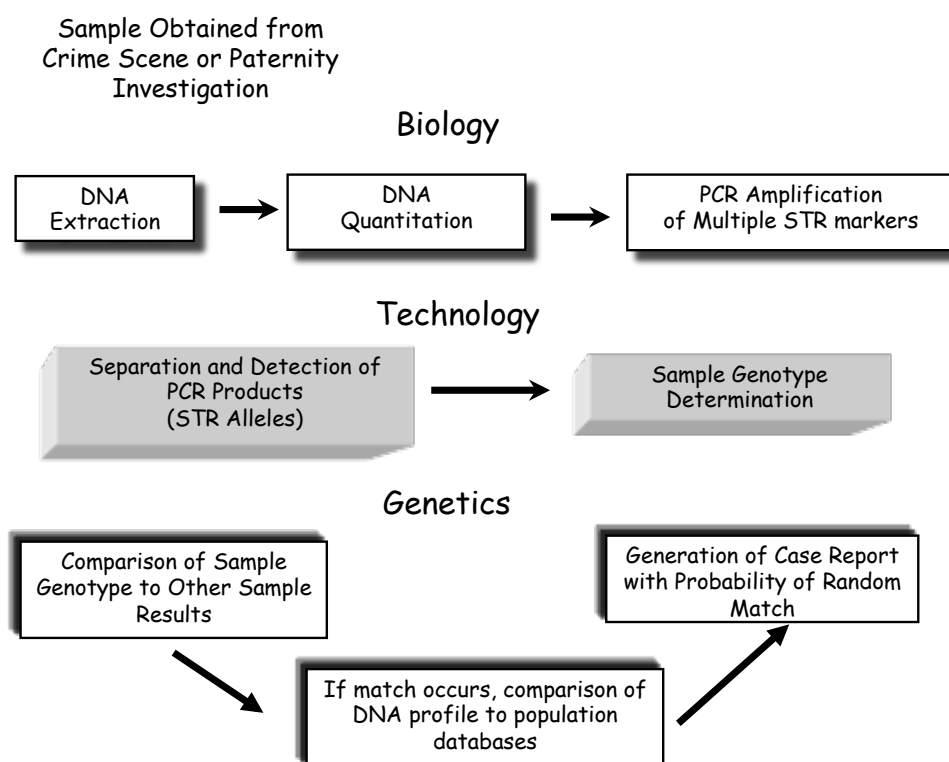 Sample Obtained from
Crime Scene or Paternity
Investigation
Biology
DNA
Extraction
DNA
Quantitation
PCR Amplification
of Multiple STR markers
Technology
Separation and Detection of
PCR Products
(STR Alleles)
Sample Genotype
Determination
Genetics
Comparison of Sample
Genotype to Other Sample
Results
If match occurs, comparison of
DNA profile to population
databases
Generation of Case Report
with Probability of Random
Match